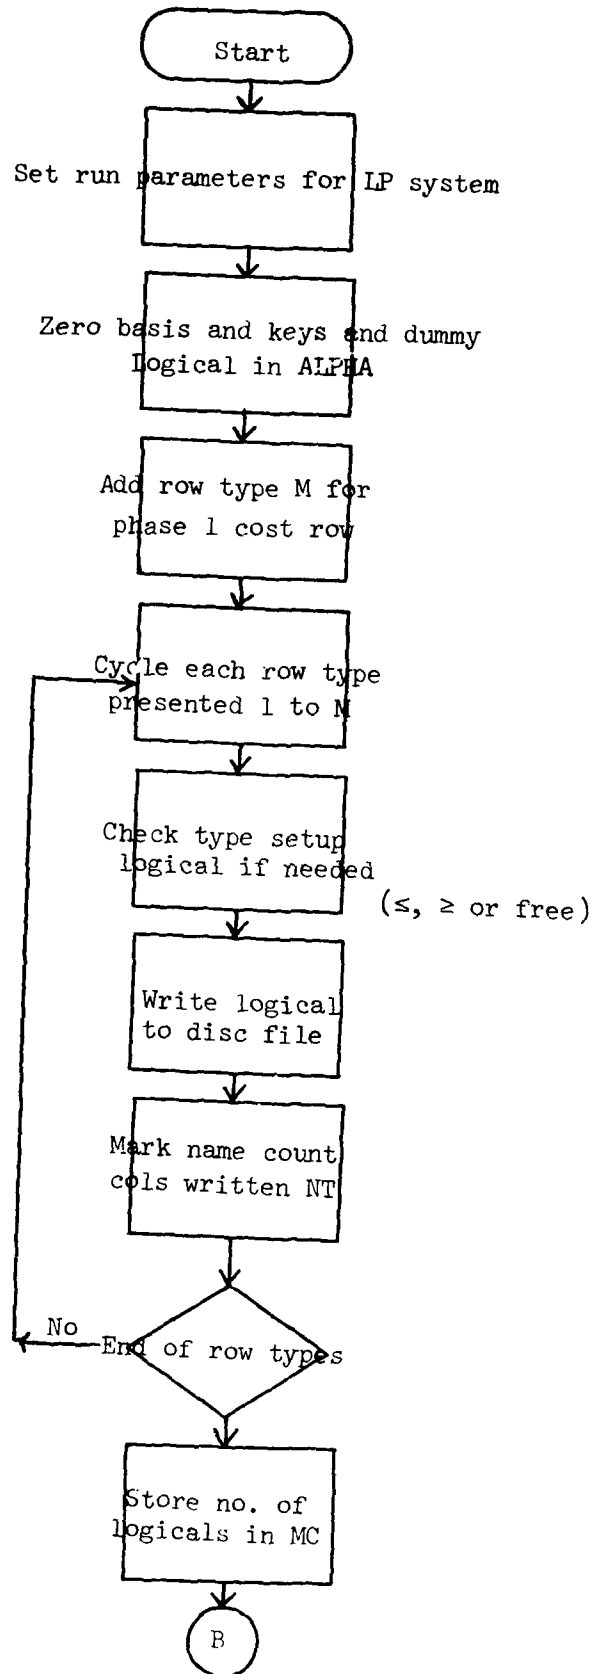 Start
Set run parameters for LP system
Zero basis and keys and dummy
Logical in ALPHA
Add row type M for
phase 1 cost row
Cycle each row type
presented 1 to M
Check type setup
logical if needed
(≤, ≥ or free)
Write logical
to disc file
Mark name count
cols written NT
No
End of row types
Store no. of
logicals in MC
B